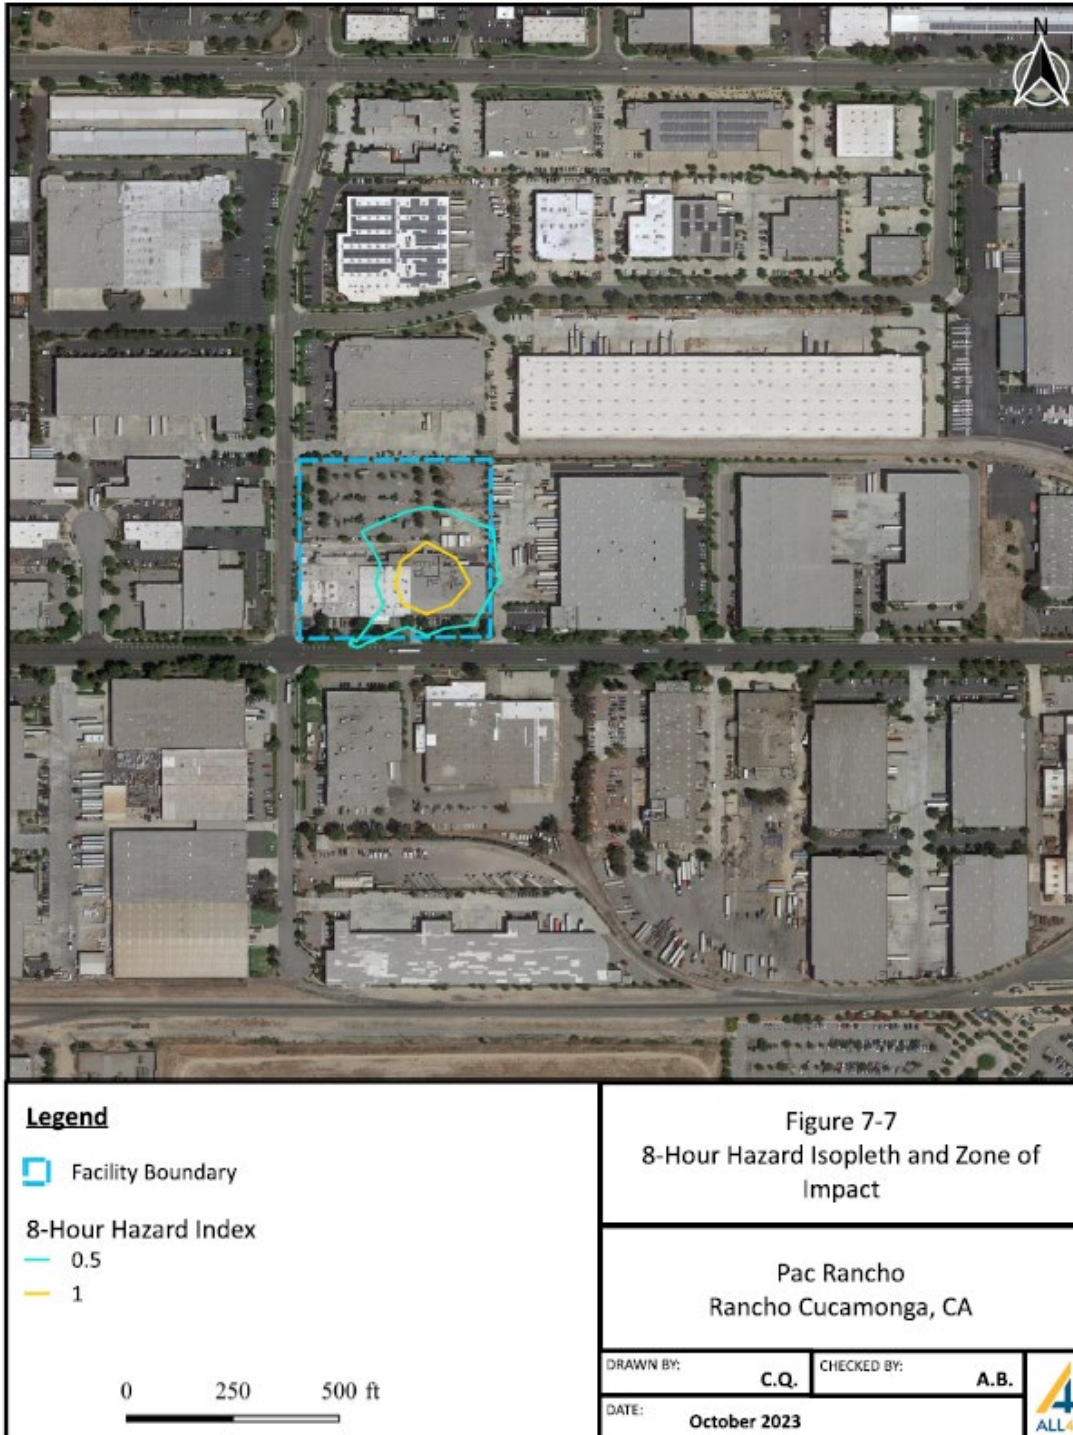 N
Legend
Facility Boundary
8-Hour Hazard Index
0.5
1
0 250 500 ft
Figure 7-7
8-Hour Hazard Isopleth and Zone of
Impact
Pac Rancho
Rancho Cucamonga, CA
DRAWN BY: C.Q.
CHECKED BY: A.B.
DATE: October 2023
ALL4